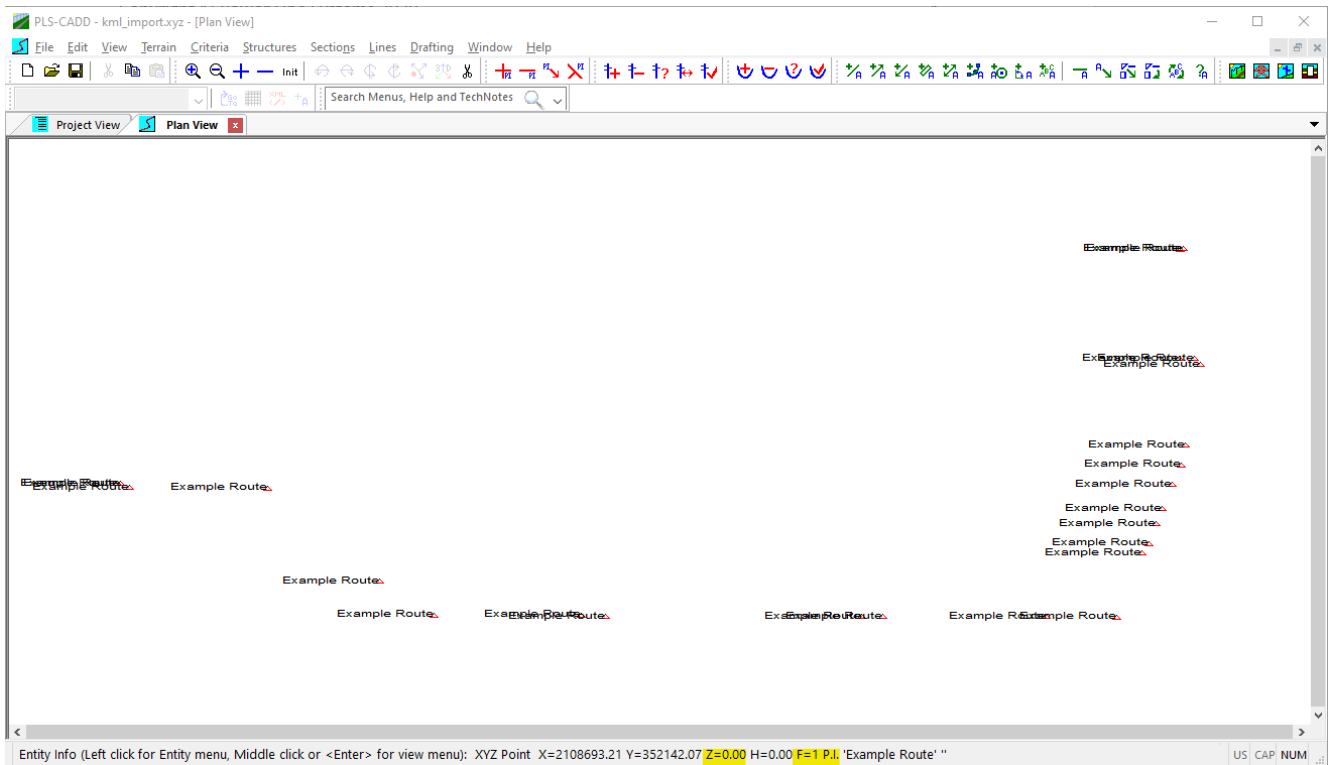 PLS-CADD - kml_import.xyz - [Plan View]
File Edit View Terrain Criteria Structures Sections Lines Drafting Window Help
Init
Search Menus, Help and TechNotes
Project View Plan View
Example Route
Example Route
Example Route
Example Route
Example Route
Example Route
Example Route Example Route
Example Route
Example Route
Example Route
Example Route
Example Route
Example Route Example Route Example Route Example Route Example Route Example Route Example Route
Entity Info (Left click for Entity menu, Middle click or <Enter> for view menu): XYZ Point X=2108693.21 Y=352142.07 Z=0.00 H=0.00 F=1 P.I. 'Example Route' ''
US CAP NUM